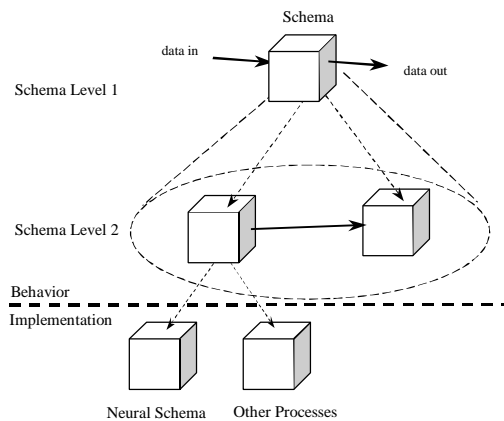 Schema
data in
data out
Schema Level 1
Schema Level 2
Behavior
Implementation
Neural Schema
Other Processes